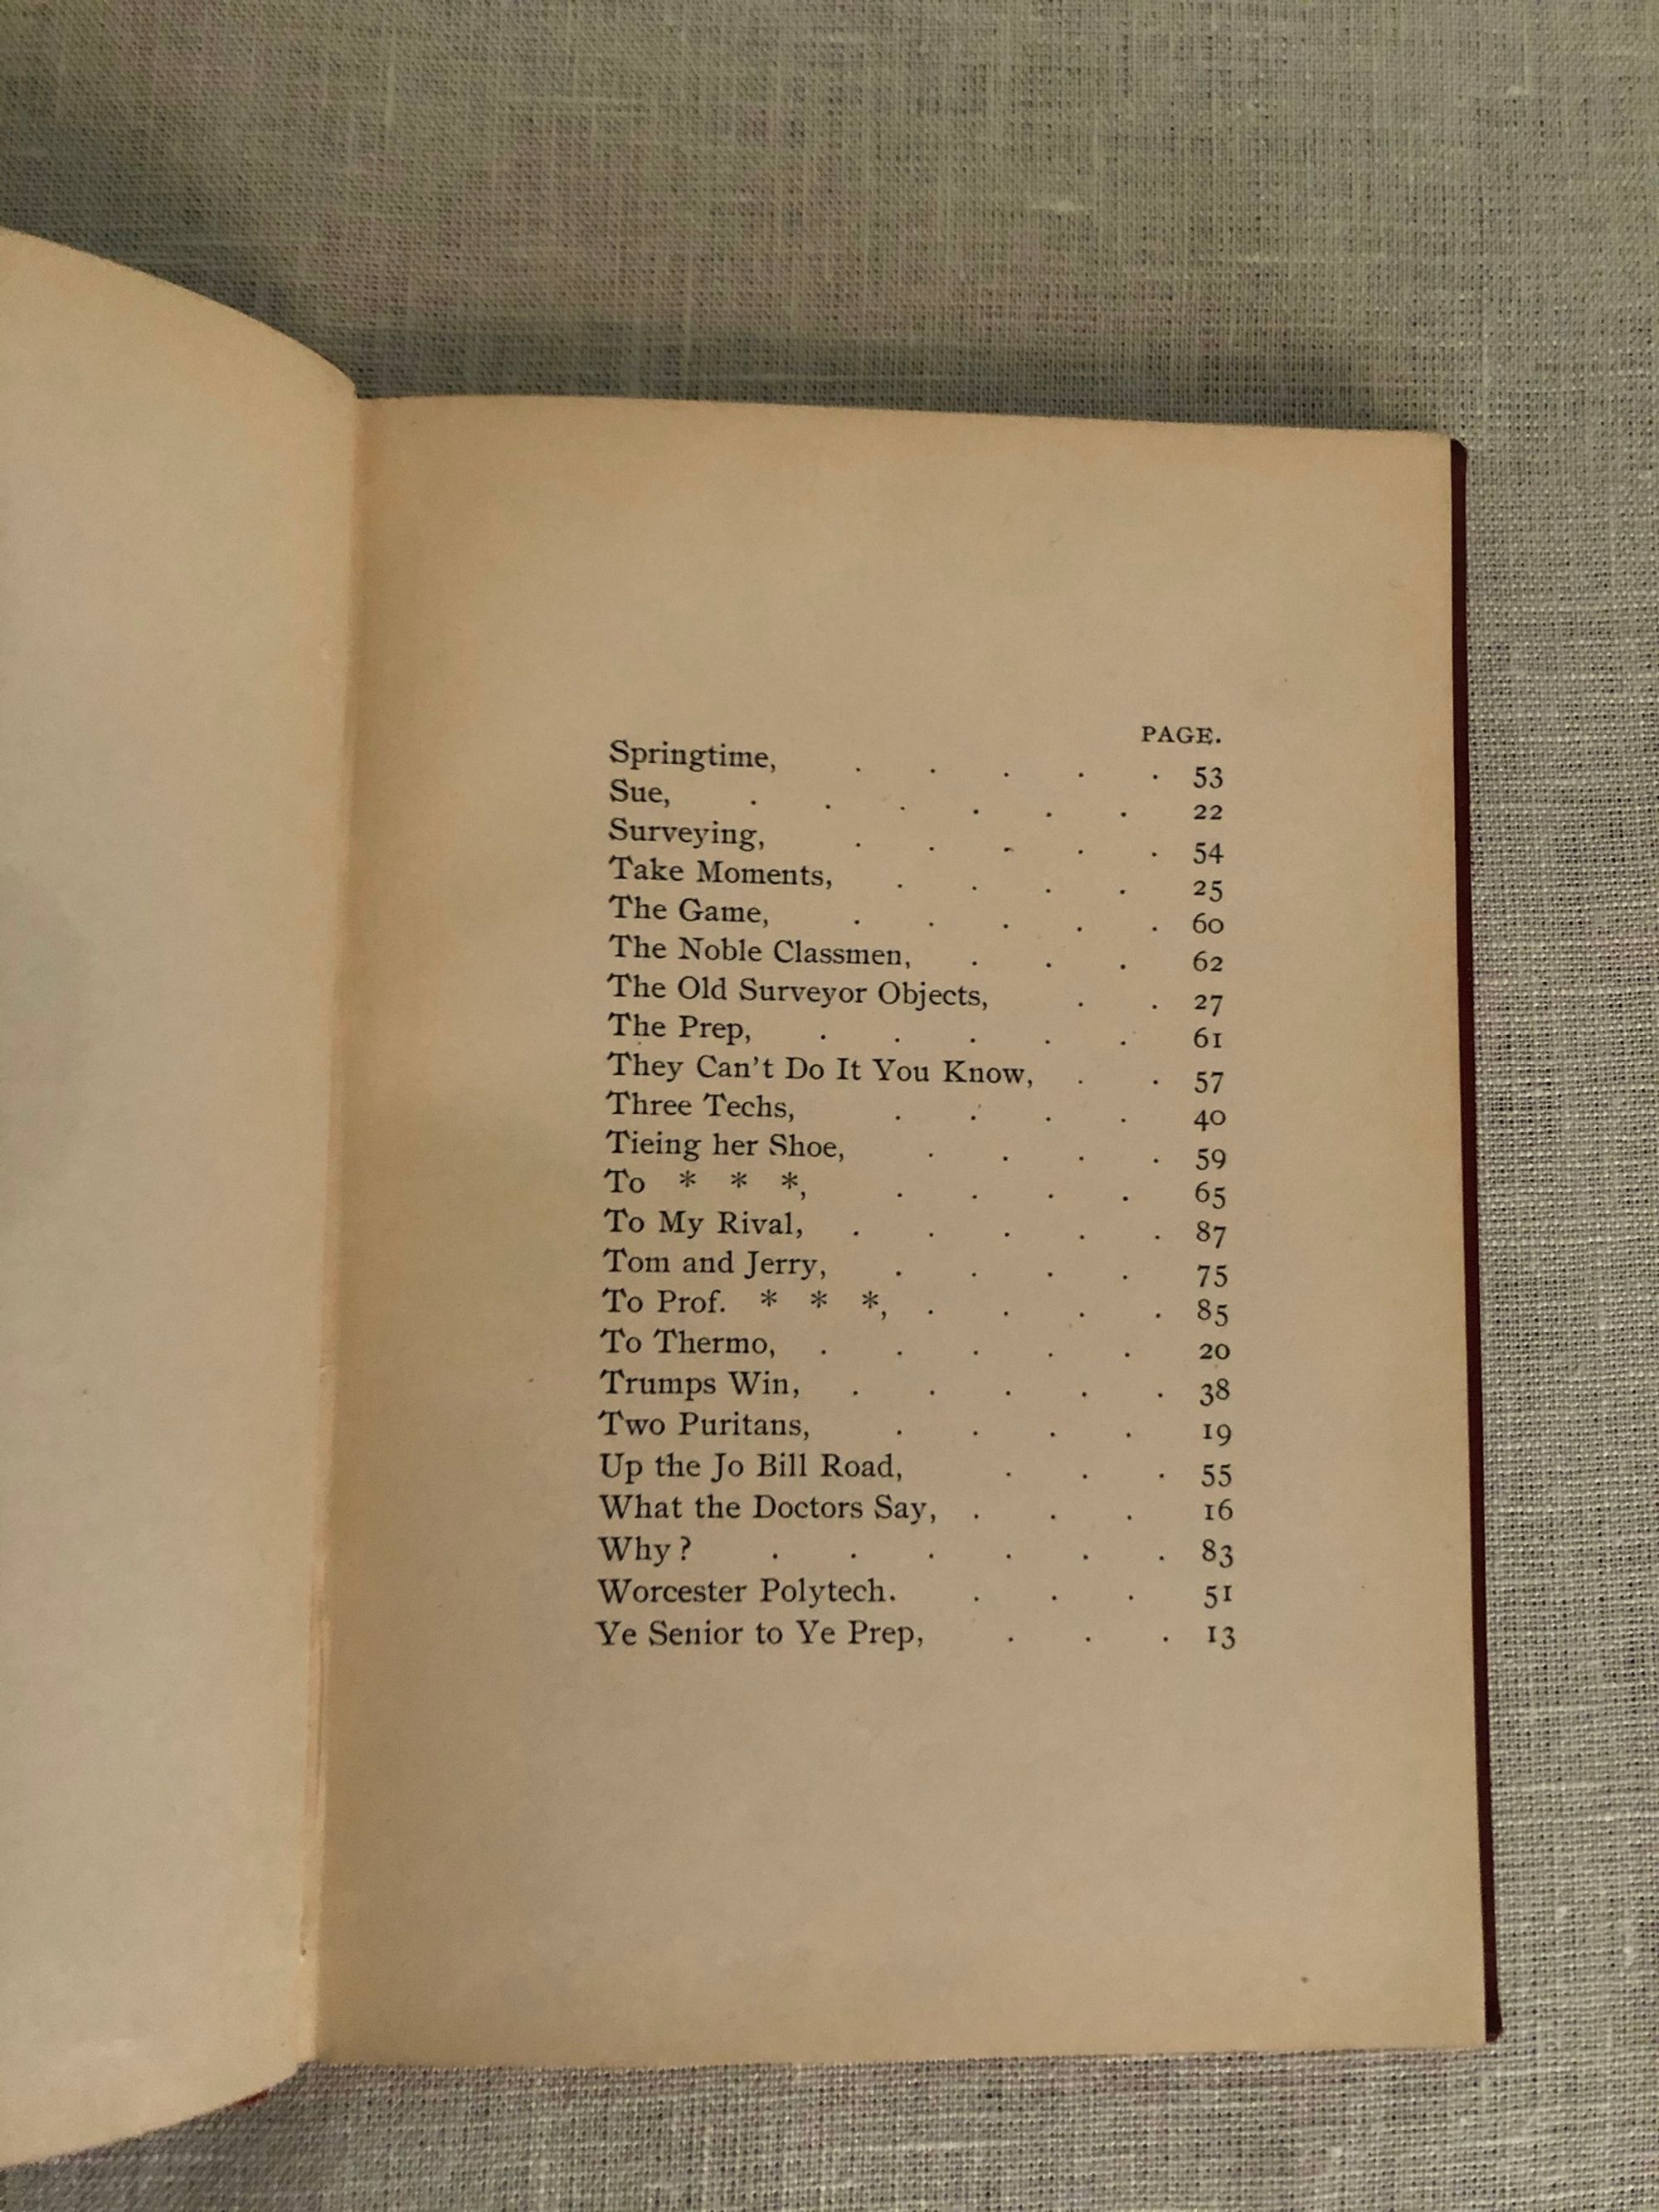 PAGE.
Springtime, . . . . . 53
Sue, . . . . . . 22
Surveying, . . . . . 54
Take Moments, . . . . 25
The Game, . . . . . 60
The Noble Classmen, . . . 62
The Old Surveyor Objects, . . 27
The Prep, . . . . . 61
They Can't Do It You Know, . . 57
Three Techs, . . . . 40
Tieing her Shoe, . . . . 59
To * * *, . . . . 65
To My Rival, . . . . . 87
Tom and Jerry, . . . . 75
To Prof. * * *, . . . . 85
To Thermo, . . . . . 20
Trumps Win, . . . . . 38
Two Puritans, . . . . 19
Up the Jo Bill Road, . . . 55
What the Doctors Say, . . . 16
Why? . . . . . . 83
Worcester Polytech. . . . 51
Ye Senior to Ye Prep, . . . 13